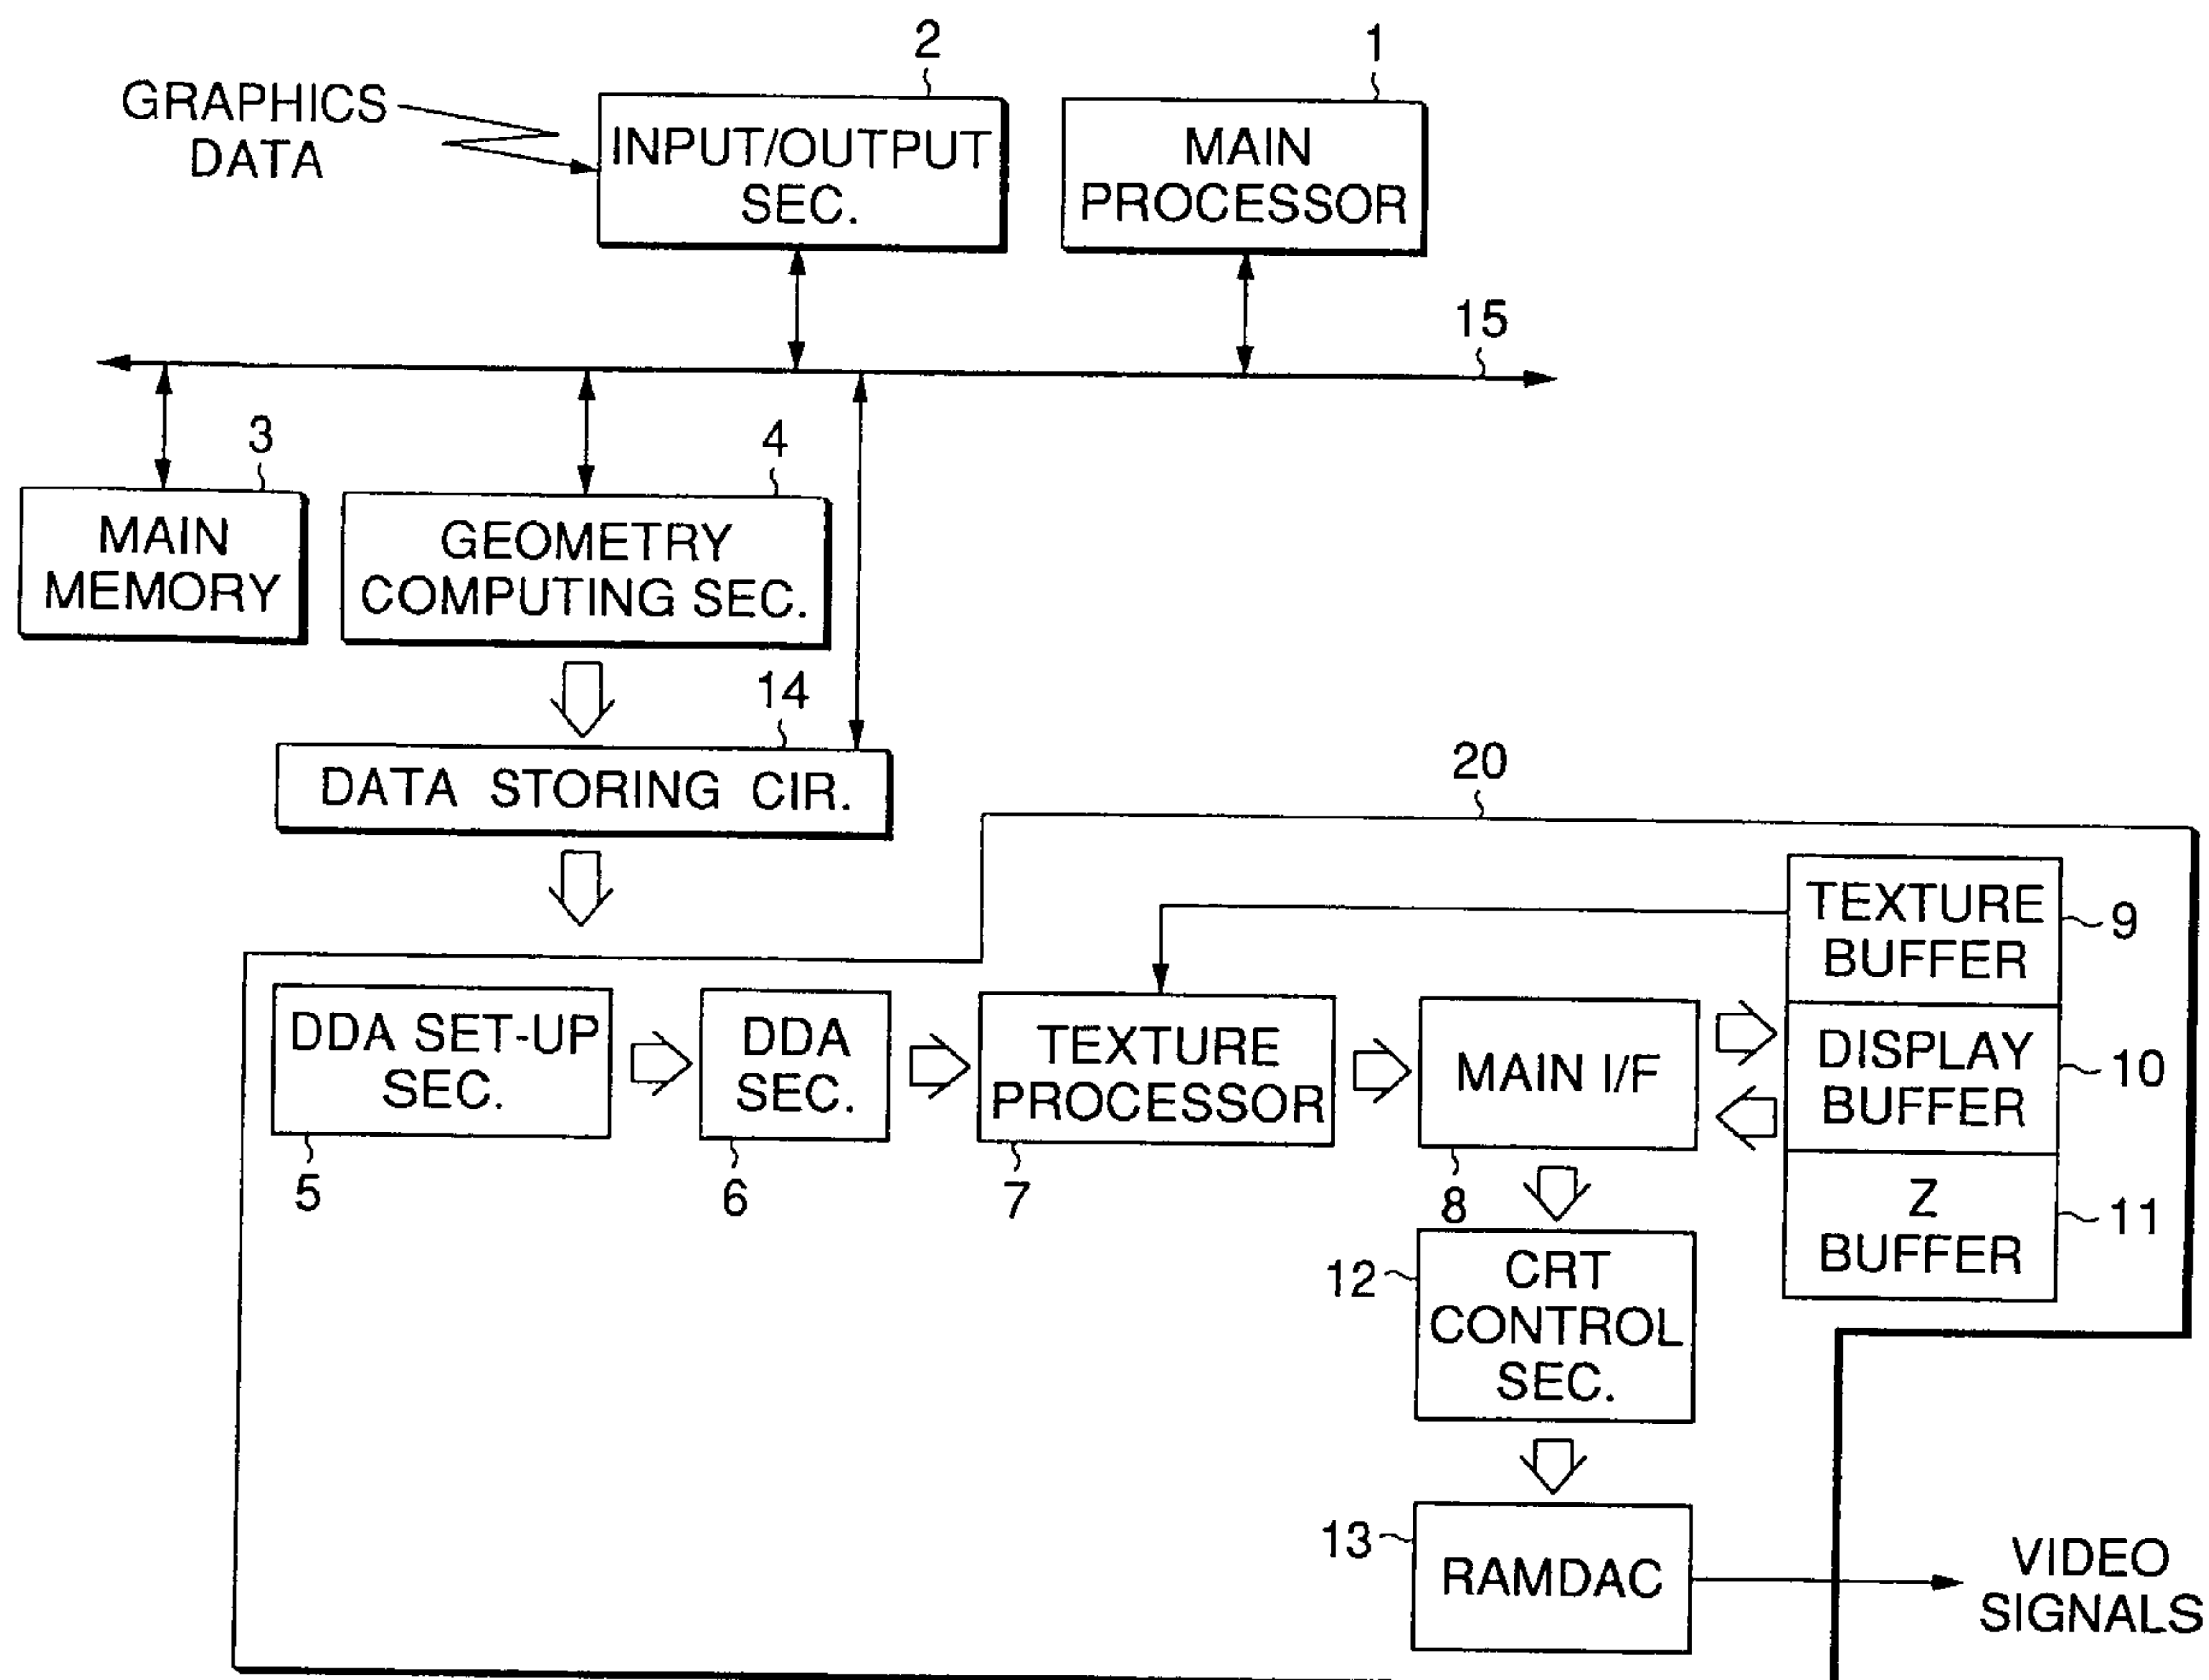 2
1
GRAPHICS
DATA
INPUT/OUTPUT
SEC.
MAIN
PROCESSOR
15
3
4
MAIN
MEMORY
GEOMETRY
COMPUTING SEC.
14
DATA STORING CIR.
20
TEXTURE
BUFFER
9
DDA SET-UP
SEC.
DDA
SEC.
TEXTURE
PROCESSOR
MAIN I/F
DISPLAY
BUFFER
10
5
6
7
8
Z
BUFFER
11
12
CRT
CONTROL
SEC.
13
RAMDAC
VIDEO
SIGNALS